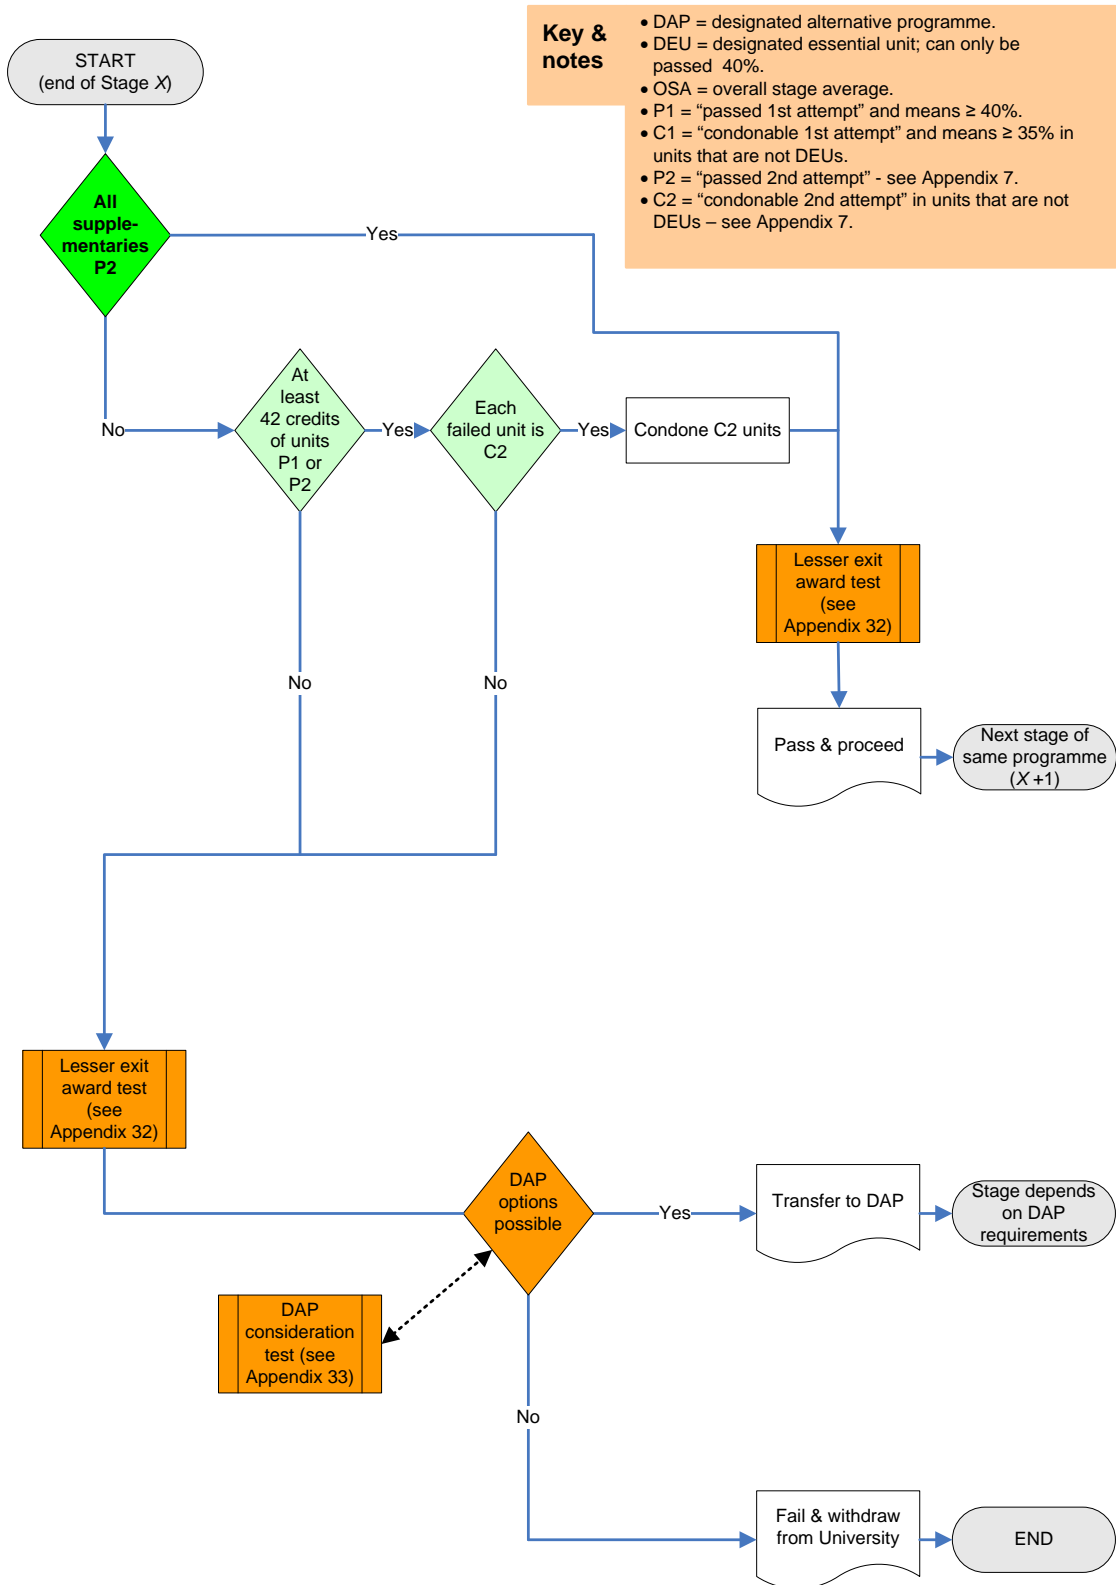 Key &
notes
• DAP = designated alternative programme.
• DEU = designated essential unit; can only be
passed  40%.
• OSA = overall stage average.
• P1 = “passed 1st attempt” and means ≥ 40%.
• C1 = “condonable 1st attempt” and means ≥ 35% in
units that are not DEUs.
• P2 = “passed 2nd attempt” - see Appendix 7.
• C2 = “condonable 2nd attempt” in units that are not
DEUs – see Appendix 7.
START
(end of Stage X)
All
supple-
mentaries
P2
Yes
No
At
least
42 credits
of units
P1 or
P2
Yes
Each
failed unit is
C2
Yes
Condone C2 units
Lesser exit
award test
(see
Appendix 32)
No
No
Pass & proceed
Next stage of
same programme
(X +1)
Lesser exit
award test
(see
Appendix 32)
DAP
options
possible
Yes
Transfer to DAP
Stage depends
on DAP
requirements
DAP
consideration
test (see
Appendix 33)
No
Fail & withdraw
from University
END